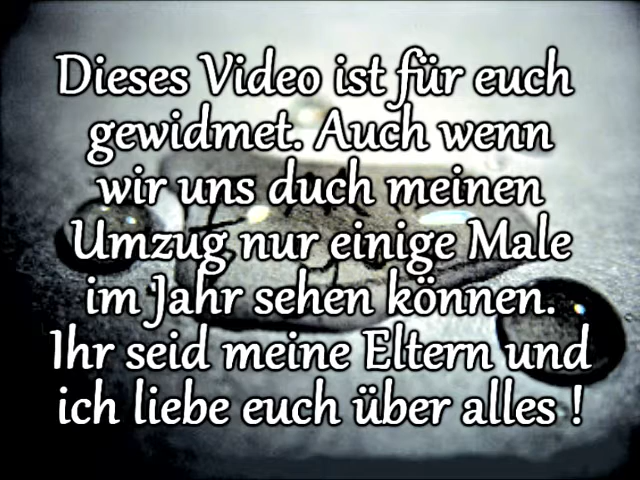 Dieses Video ist für euch
gewidmet. Auch wenn
wir uns duch meinen
Umzug nur einige Male
im Jahr sehen können.
Ihr seid meine Eltern und
ich liebe euch über alles !